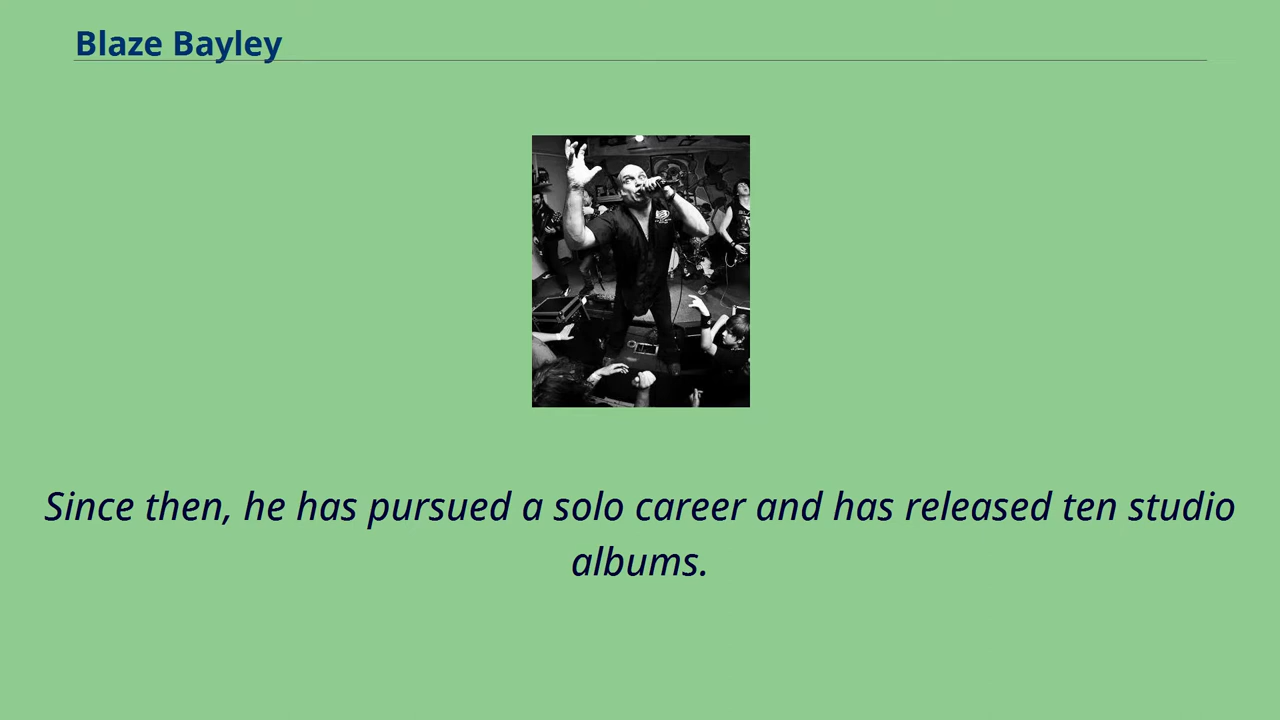 Blaze Bayley
Since then, he has pursued a solo career and has released ten studio
albums.